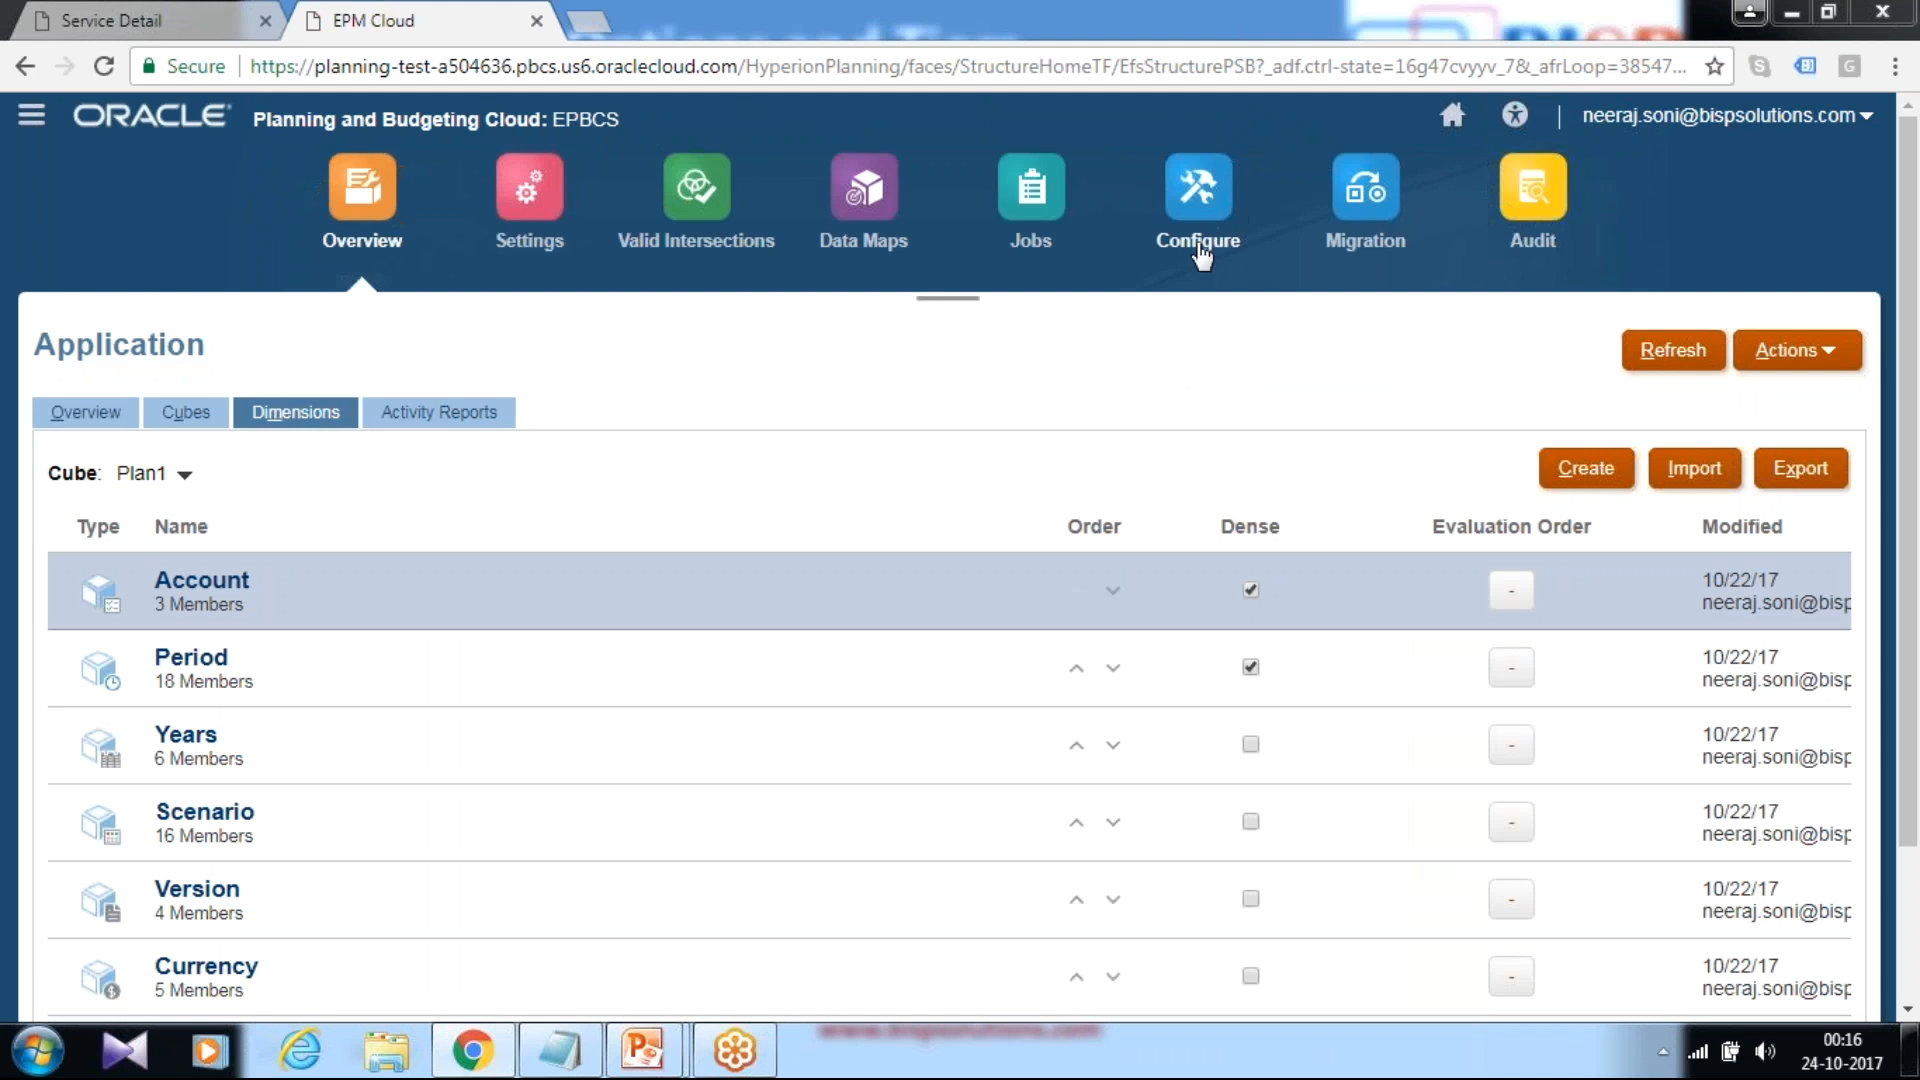 Service Detail
EPM Cloud
Secure
https://planning-test-a504636.pbcs.us6.oraclecloud.com/HyperionPlanning/faces/StructureHomeTF/EfsStructurePSB?_adf.ctrl-state=16g47cvyyv_7&_afrLoop=38547...
ORACLE Planning and Budgeting Cloud: EPBCS
neeraj.soni@bispsolutions.com
Overview
Settings
Valid Intersections
Data Maps
Jobs
Configure
Migration
Audit
Application
Refresh
Actions
Overview
Cubes
Dimensions
Activity Reports
Cube: Plan1
Create
Import
Export
Type Name Order Dense Evaluation Order Modified
Account
3 Members
-
10/22/17
neeraj.soni@bisp
Period
18 Members
-
10/22/17
neeraj.soni@bisp
Years
6 Members
-
10/22/17
neeraj.soni@bisp
Scenario
16 Members
-
10/22/17
neeraj.soni@bisp
Version
4 Members
-
10/22/17
neeraj.soni@bisp
Currency
5 Members
-
10/22/17
neeraj.soni@bisp
www.bispsolutions.com
00:16
24-10-2017